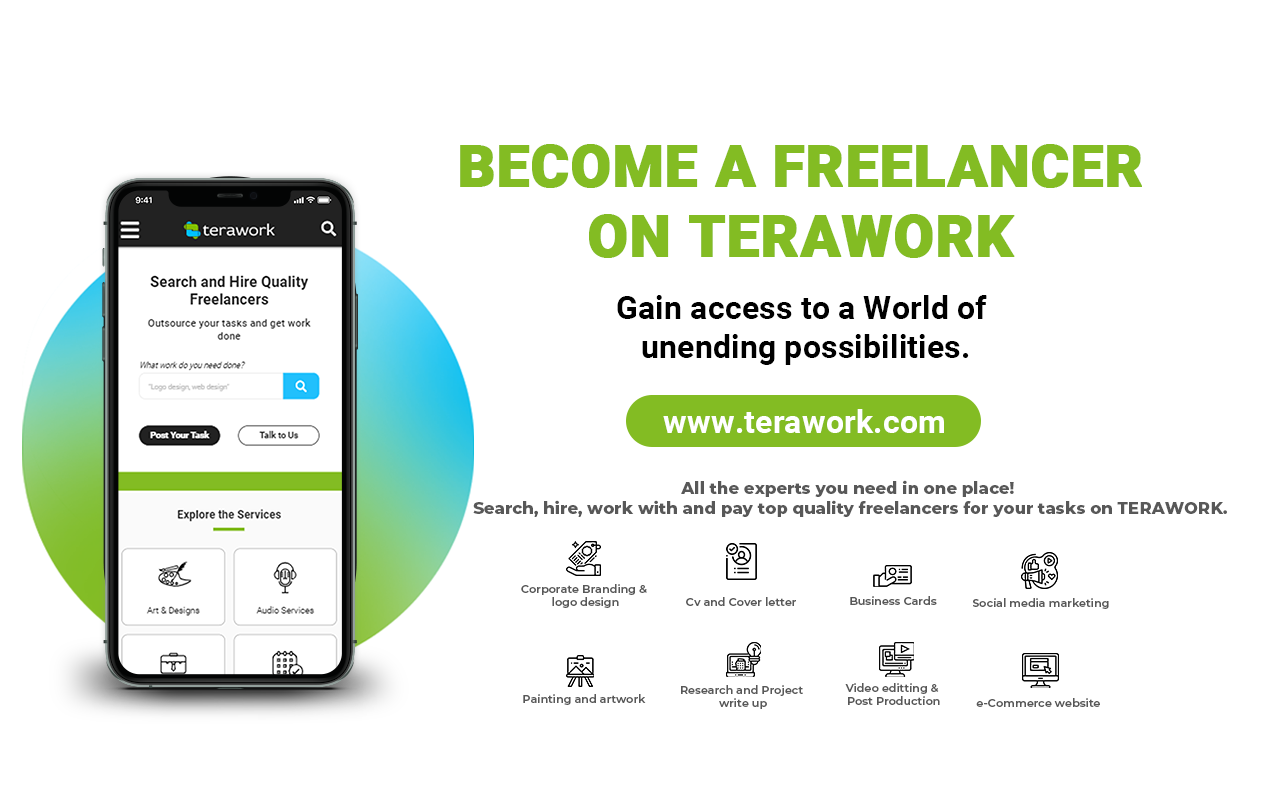 BECOME A FREELANCER
ON TERAWORK
Gain access to a World of
unending possibilities.
www.terawork.com
All the experts you need in one place!
Search, hire, work with and pay top quality freelancers for your tasks on TERAWORK.
Corporate Branding &
logo design
Cv and Cover letter
Business Cards
Social media marketing
Painting and artwork
Research and Project
write up
Video editting &
Post Production
e-Commerce website
9:41
terawork
Search and Hire Quality
Freelancers
Outsource your tasks and get work
done
What work do you need done?
"Logo design, web design"
Post Your Task
Talk to Us
Explore the Services
Art & Designs
Audio Services